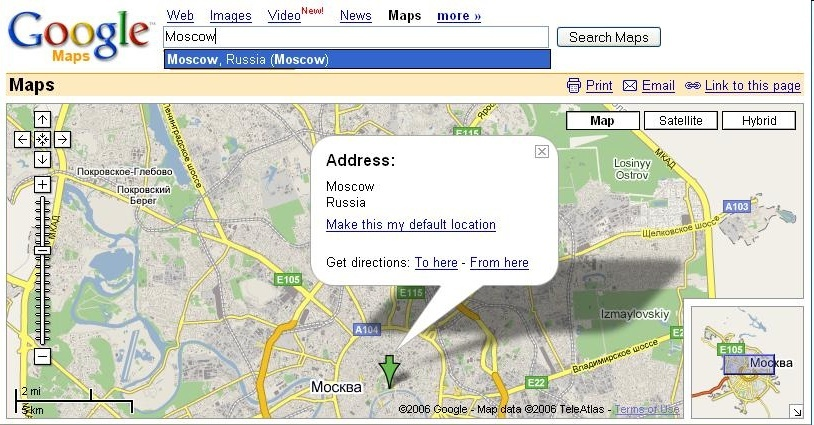 Google
Maps
Web Images Video New! News Maps more »
Moscow
Search Maps
Moscow, Russia (Moscow)
Maps
Print Email Link to this page
Map Satellite Hybrid
Address:
Moscow
Russia
Make this my default location
Get directions: To here - From here
Ленинградское шоссе
E115
МКАД
Losinyy
Ostrov
Покровское-Глебово
Покровский
Берег
A103
МКАД
Щелковское шоссе
E105
E115
Izmaylovskiy
A104
E105
Москва
Владимирское шоссе
Москва
E22
2 mi
5 km
©2006 Google - Map data ©2006 TeleAtlas - Terms of Use